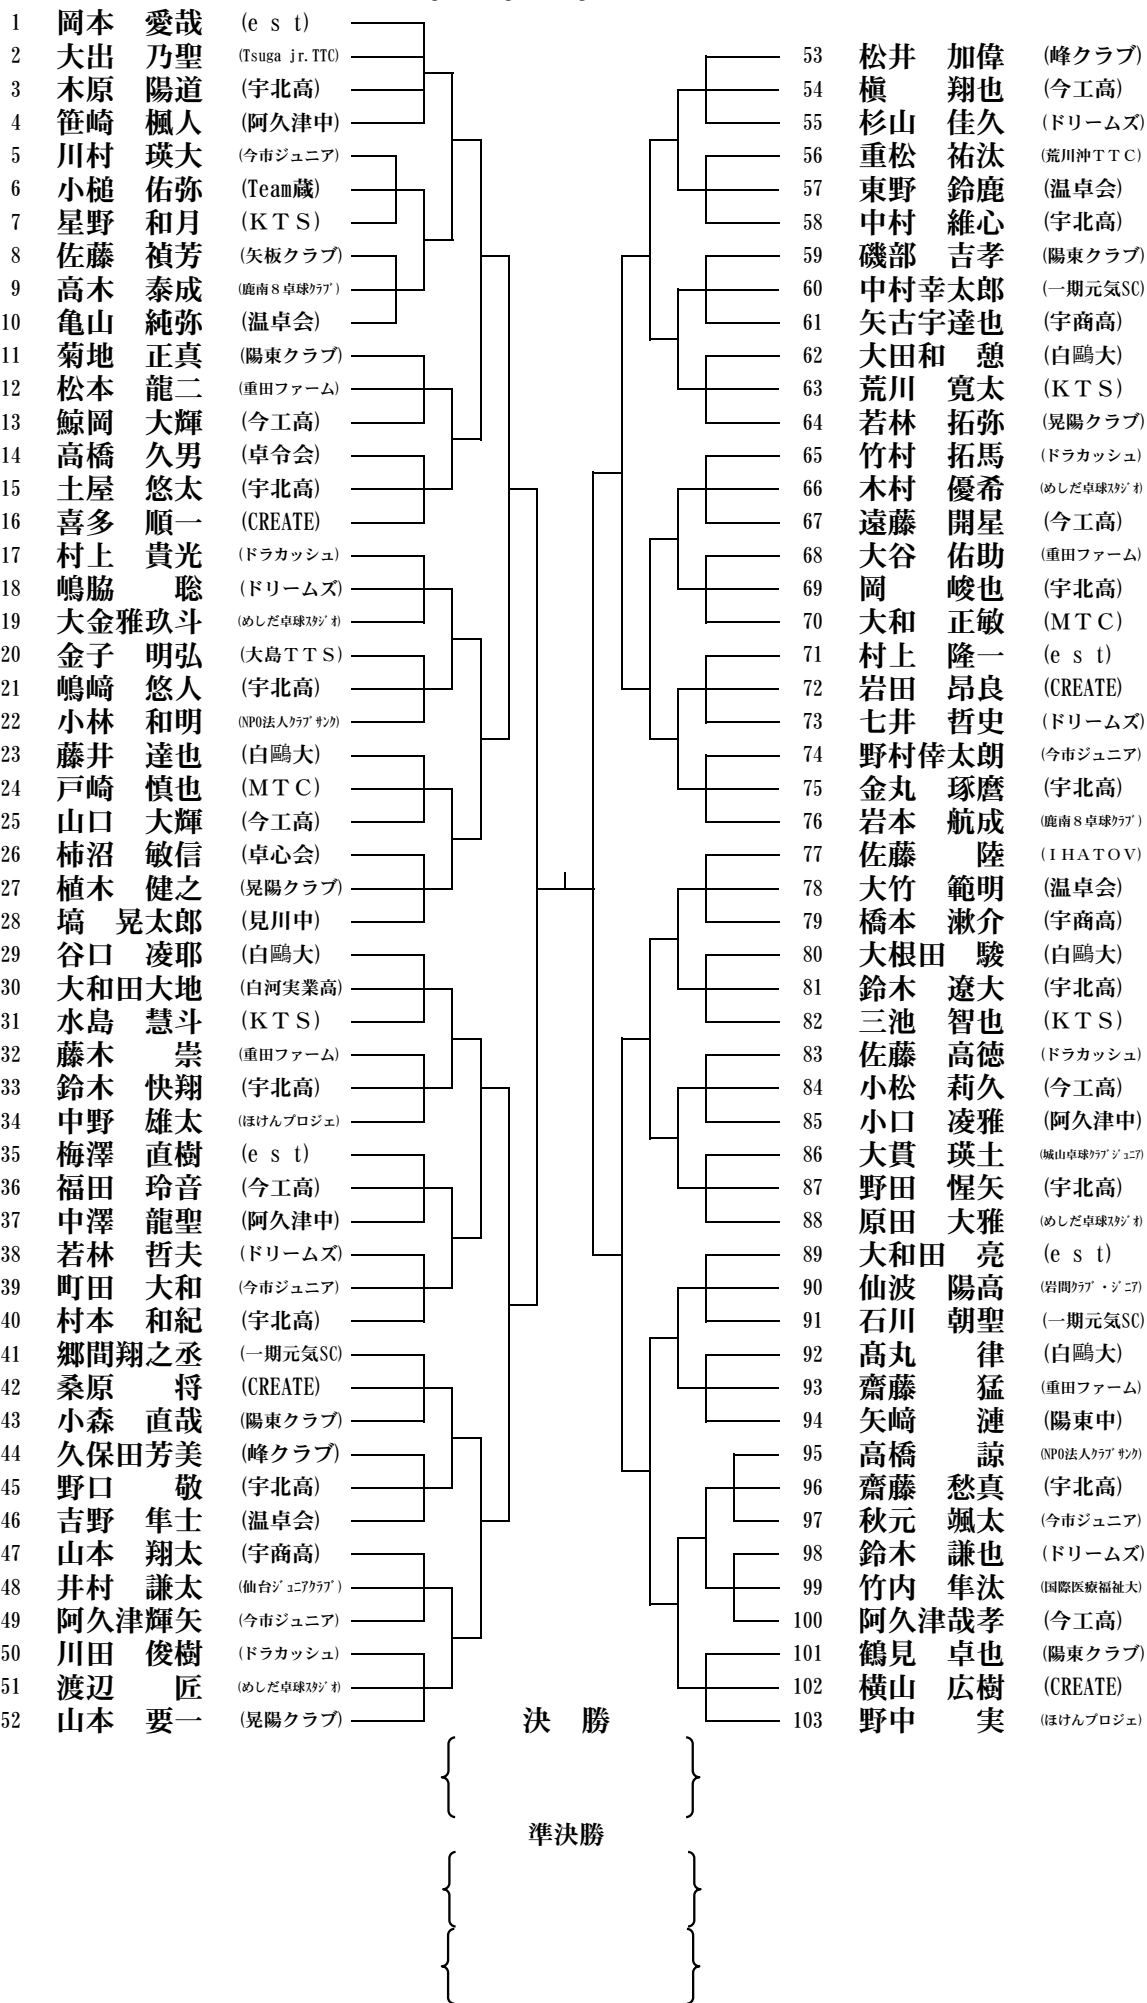 1 岡本 愛哉 (ｅｓｔ)
2 大出 乃聖 (Tsuga jr.TTC)
3 木原 陽道 (宇北高)
4 笹崎 楓人 (阿久津中)
5 川村 瑛大 (今市ジュニア)
6 小槌 佑弥 (Team蔵)
7 星野 和月 (ＫＴＳ)
8 佐藤 禎芳 (矢板クラブ)
9 高木 泰成 (鹿南８卓球ｸﾗﾌﾞ)
10 亀山 純弥 (温卓会)
11 菊地 正真 (陽東クラブ)
12 松本 龍二 (重田ファーム)
13 鯨岡 大輝 (今工高)
14 高橋 久男 (卓令会)
15 土屋 悠太 (宇北高)
16 喜多 順一 (CREATE)
17 村上 貴光 (ドラカッシュ)
18 嶋脇 聡 (ドリームズ)
19 大金雅玖斗 (めしだ卓球ｽﾀｼﾞｵ)
20 金子 明弘 (大島ＴＴＳ)
21 嶋﨑 悠人 (宇北高)
22 小林 和明 (NPO法人ｸﾗﾌﾞｻﾝｸ)
23 藤井 達也 (白鷗大)
24 戸崎 慎也 (ＭＴＣ)
25 山口 大輝 (今工高)
26 柿沼 敏信 (卓心会)
27 植木 健之 (晃陽クラブ)
28 塙 晃太郎 (見川中)
29 谷口 凌耶 (白鷗大)
30 大和田大地 (白河実業高)
31 水島 慧斗 (ＫＴＳ)
32 藤木 崇 (重田ファーム)
33 鈴木 快翔 (宇北高)
34 中野 雄太 (ほけんプロジェ)
35 梅澤 直樹 (ｅｓｔ)
36 福田 玲音 (今工高)
37 中澤 龍聖 (阿久津中)
38 若林 哲夫 (ドリームズ)
39 町田 大和 (今市ジュニア)
40 村本 和紀 (宇北高)
41 郷間翔之丞 (一期元気SC)
42 桑原 将 (CREATE)
43 小森 直哉 (陽東クラブ)
44 久保田芳美 (峰クラブ)
45 野口 敬 (宇北高)
46 吉野 隼士 (温卓会)
47 山本 翔太 (宇商高)
48 井村 謙太 (仙台ｼﾞｭﾆｱｸﾗﾌﾞ)
49 阿久津輝矢 (今市ジュニア)
50 川田 俊樹 (ドラカッシュ)
51 渡辺 匠 (めしだ卓球ｽﾀｼﾞｵ)
52 山本 要一 (晃陽クラブ)
53 松井 加偉 (峰クラブ)
54 槇 翔也 (今工高)
55 杉山 佳久 (ドリームズ)
56 重松 祐汰 (荒川沖ＴＴＣ)
57 東野 鈴鹿 (温卓会)
58 中村 維心 (宇北高)
59 磯部 吉孝 (陽東クラブ)
60 中村幸太郎 (一期元気SC)
61 矢古宇達也 (宇商高)
62 大田和 憩 (白鷗大)
63 荒川 寛太 (ＫＴＳ)
64 若林 拓弥 (晃陽クラブ)
65 竹村 拓馬 (ドラカッシュ)
66 木村 優希 (めしだ卓球ｽﾀｼﾞｵ)
67 遠藤 開星 (今工高)
68 大谷 佑助 (重田ファーム)
69 岡 峻也 (宇北高)
70 大和 正敏 (ＭＴＣ)
71 村上 隆一 (ｅｓｔ)
72 岩田 昂良 (CREATE)
73 七井 哲史 (ドリームズ)
74 野村倖太朗 (今市ジュニア)
75 金丸 琢麿 (宇北高)
76 岩本 航成 (鹿南８卓球ｸﾗﾌﾞ)
77 佐藤 陸 (ＩＨＡＴＯＶ)
78 大竹 範明 (温卓会)
79 橋本 漱介 (宇商高)
80 大根田 駿 (白鷗大)
81 鈴木 遼大 (宇北高)
82 三池 智也 (ＫＴＳ)
83 佐藤 高徳 (ドラカッシュ)
84 小松 莉久 (今工高)
85 小口 凌雅 (阿久津中)
86 大貫 瑛士 (城山卓球ｸﾗﾌﾞｼﾞｭﾆｱ)
87 野田 惺矢 (宇北高)
88 原田 大雅 (めしだ卓球ｽﾀｼﾞｵ)
89 大和田 亮 (ｅｓｔ)
90 仙波 陽高 (岩間ｸﾗﾌﾞ・ｼﾞｭﾆｱ)
91 石川 朝聖 (一期元気SC)
92 髙丸 律 (白鷗大)
93 齋藤 猛 (重田ファーム)
94 矢﨑 漣 (陽東中)
95 高橋 諒 (NPO法人ｸﾗﾌﾞｻﾝｸ)
96 齋藤 愁真 (宇北高)
97 秋元 颯太 (今市ジュニア)
98 鈴木 謙也 (ドリームズ)
99 竹内 隼汰 (国際医療福祉大)
100 阿久津哉孝 (今工高)
101 鶴見 卓也 (陽東クラブ)
102 横山 広樹 (CREATE)
103 野中 実 (ほけんプロジェ)
決 勝
準決勝